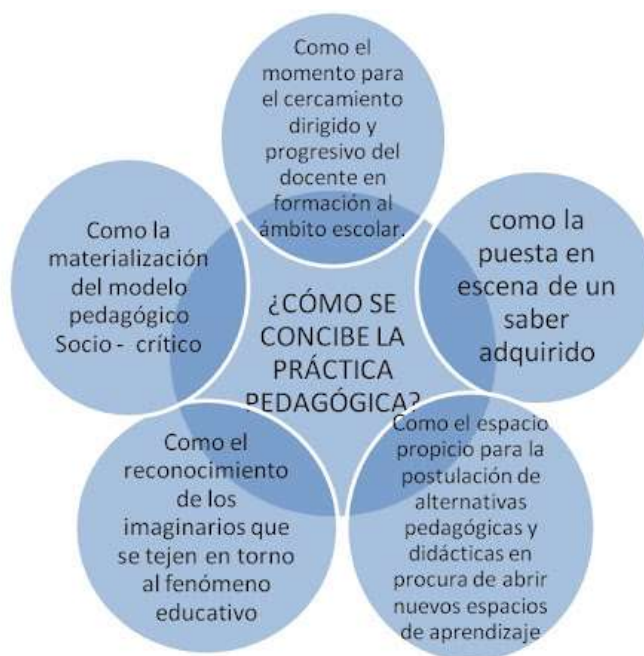 Como el
momento para
el cercamiento
dirigido y
progresivo del
docente en
formación al
ámbito escolar.
como la
puesta en
escena de un
saber
adquirido
Como el espacio
propicio para la
postulación de
alternativas
pedagógicas y
didácticas en
procura de abrir
nuevos espacios
de aprendizaje
Como el
reconocimiento
de los
imaginarios que
se tejen en torno
al fenómeno
educativo
Como la
materialización
del modelo
pedagógico
Socio - crítico
¿CÓMO SE
CONCIBE LA
PRÁCTICA
PEDAGÓGICA?